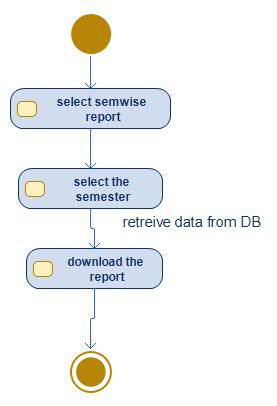 select semwise
report
select the
semester
retreive data from DB
download the
report